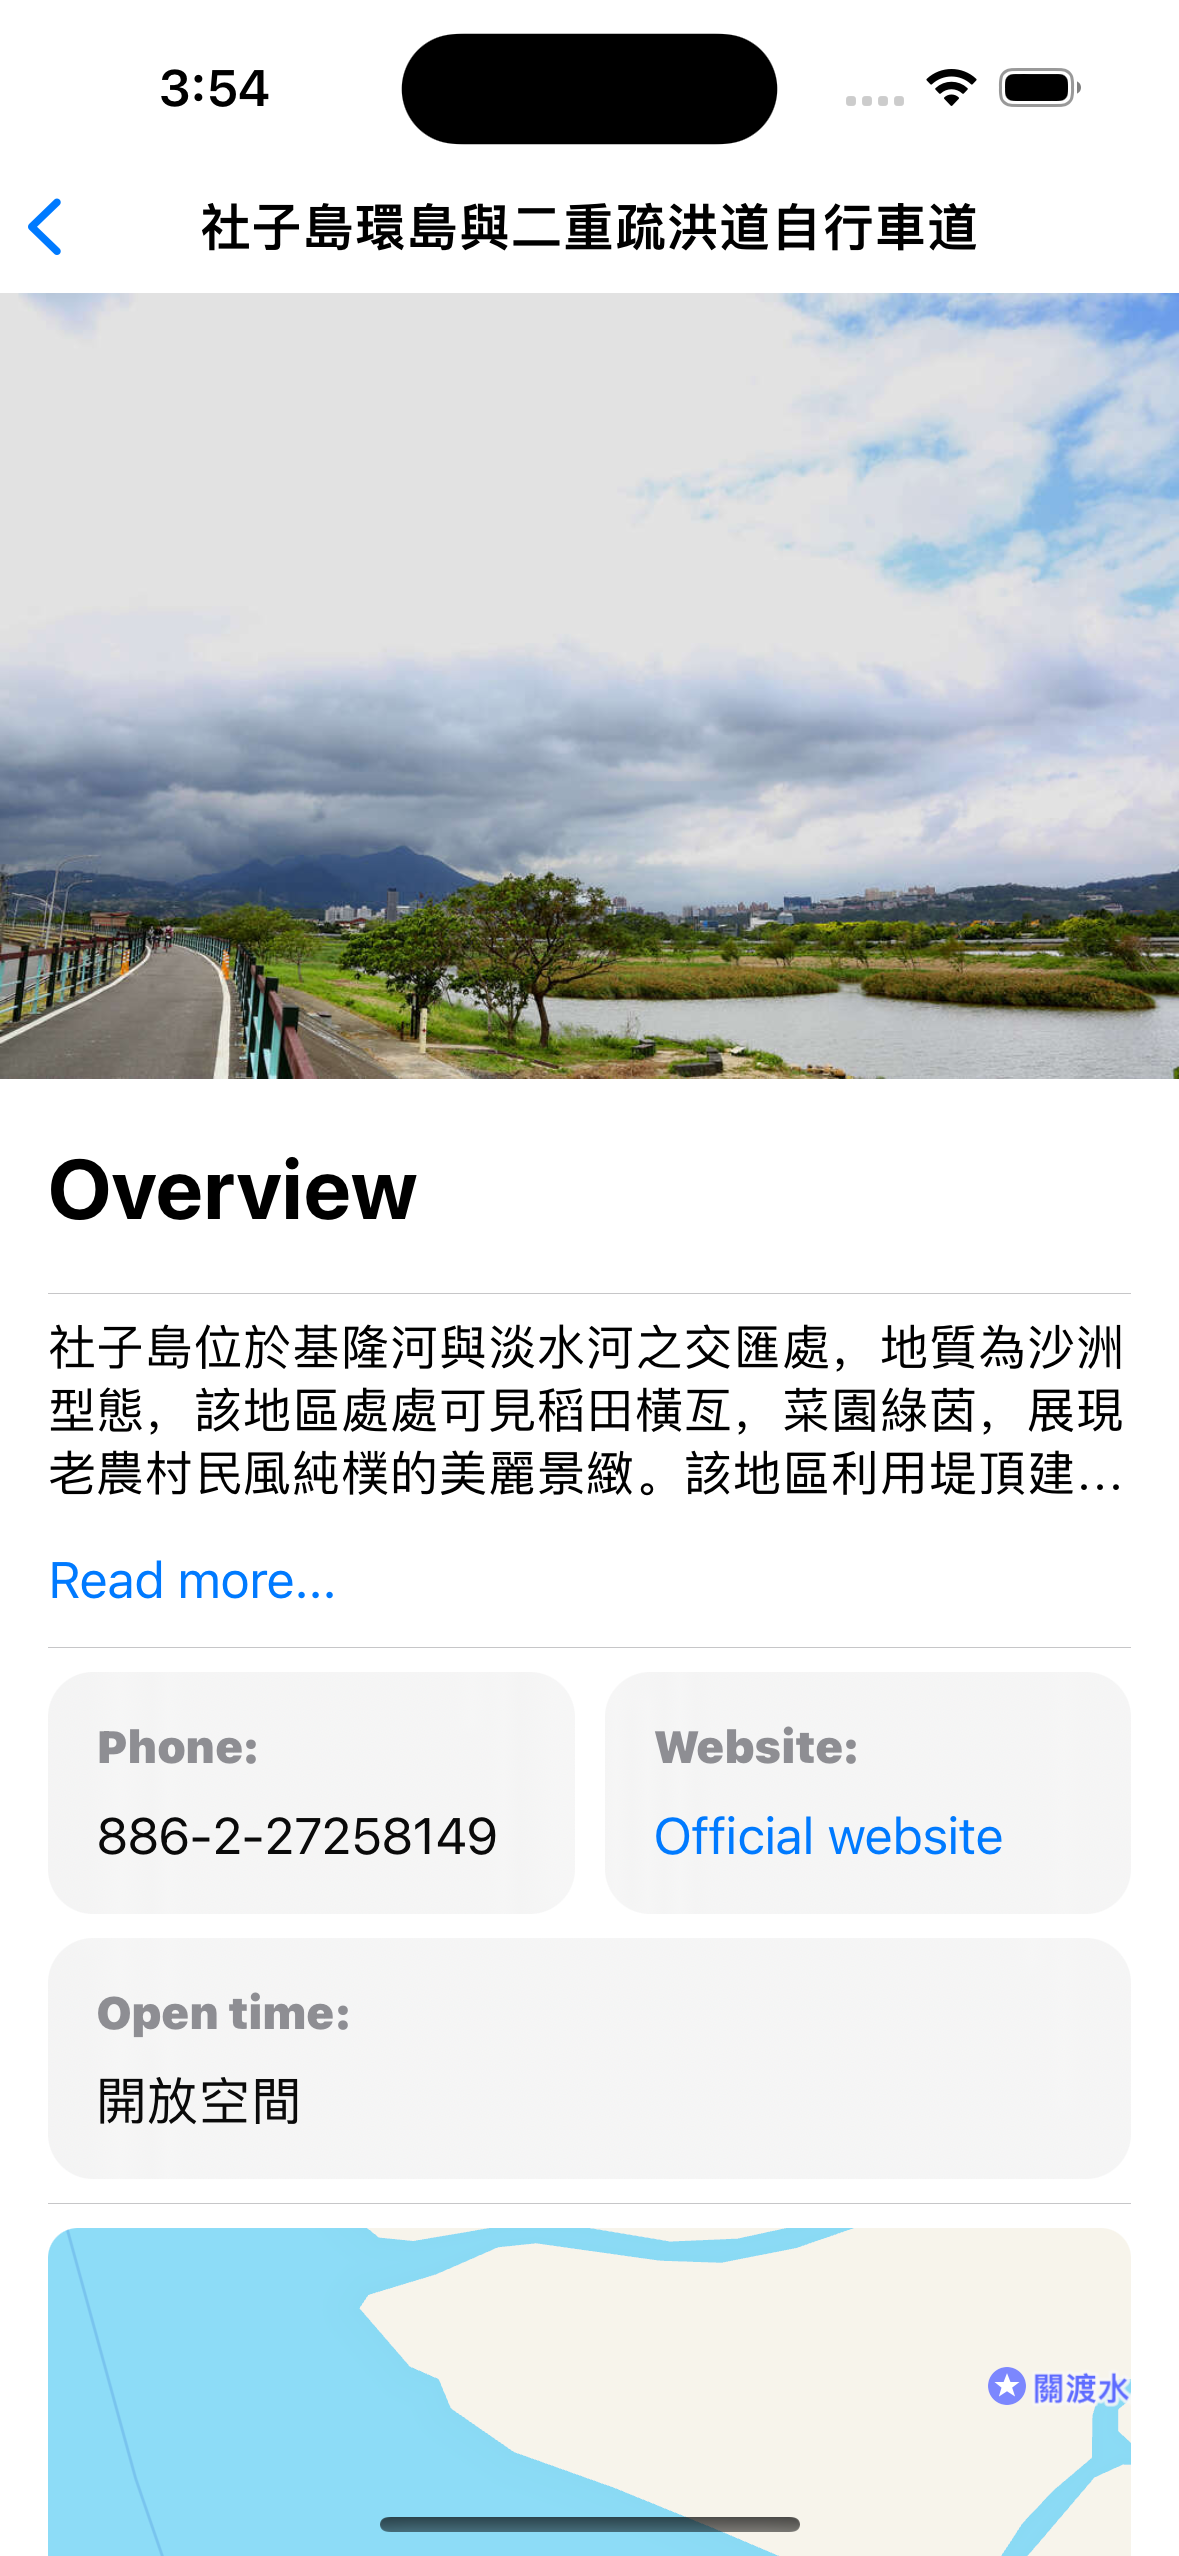 3:54
社子島環島與二重疏洪道自行車道
Overview
社子島位於基隆河與淡水河之交匯處，地質為沙洲
型態，該地區處處可見稻田橫亙，菜園綠茵，展現
老農村民風純樸的美麗景緻。該地區利用堤頂建...
Read more...
Phone:
886-2-27258149
Website:
Official website
Open time:
開放空間
關渡水